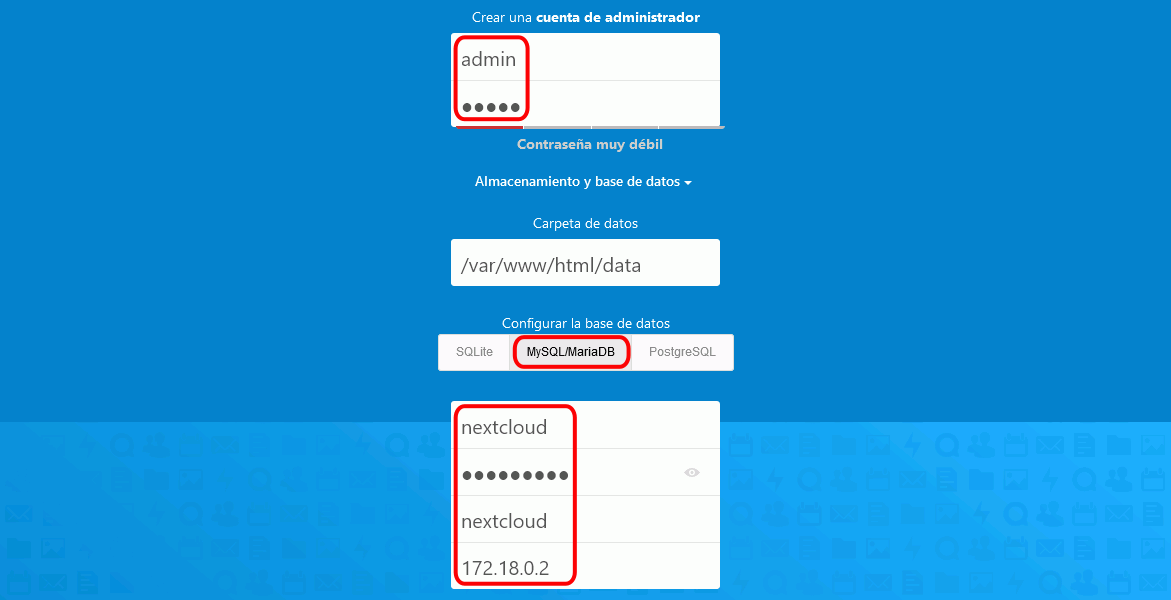 Crear una cuenta de administrador
admin
●●●●●
Contraseña muy débil
Almacenamiento y base de datos
Carpeta de datos
/var/www/html/data
Configurar la base de datos
SQLite MySQL/MariaDB PostgreSQL
nextcloud
●●●●●●●●●
nextcloud
172.18.0.2